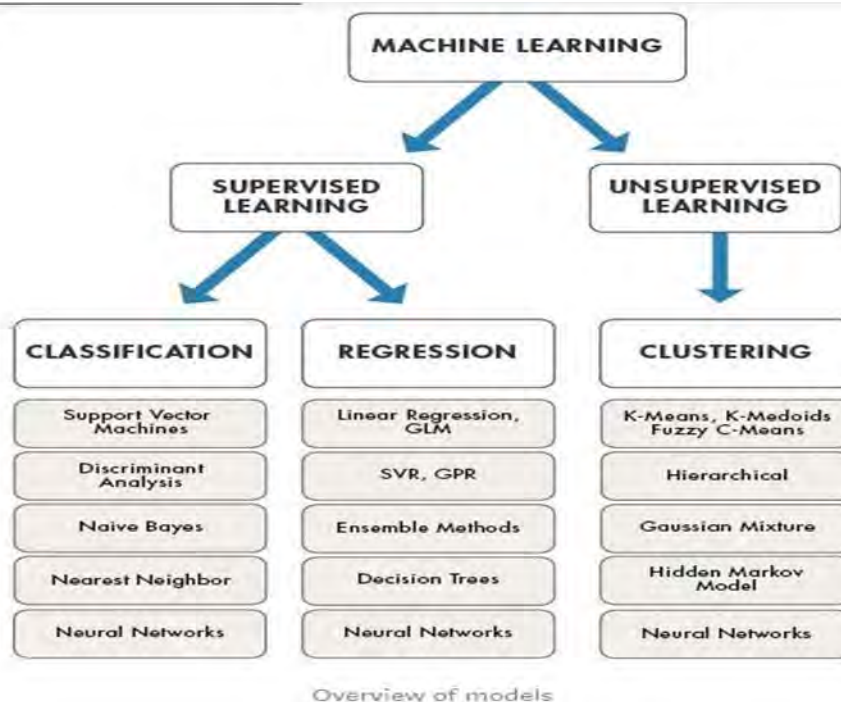 MACHINE LEARNING
SUPERVISED
LEARNING
UNSUPERVISED
LEARNING
CLASSIFICATION
Support Vector
Machines
Discriminant
Analysis
Naive Bayes
Nearest Neighbor
Neural Networks
REGRESSION
Linear Regression,
GLM
SVR, GPR
Ensemble Methods
Decision Trees
Neural Networks
CLUSTERING
K-Means, K-Medoids
Fuzzy C-Means
Hierarchical
Gaussian Mixture
Hidden Markov
Model
Neural Networks
Overview of models